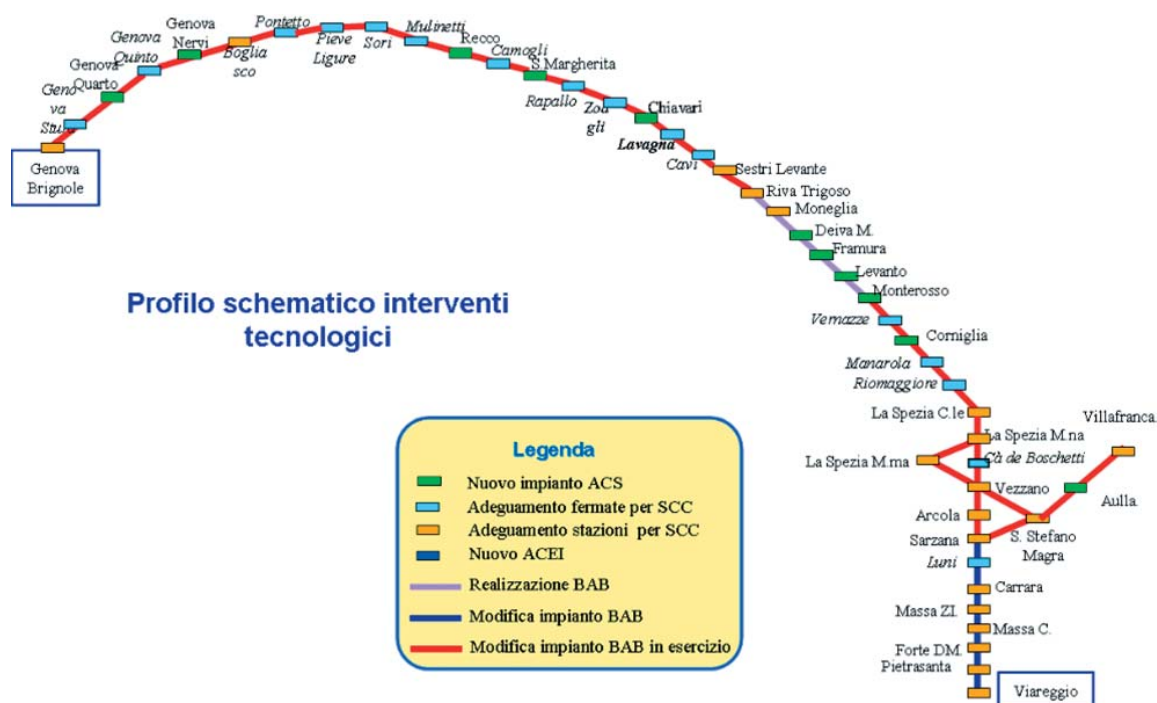 Genova
Brignole
Geno
va
Stula
Genova
Quarto
Genova
Quinto
Genova
Nervi
Boglia
sco
Pontetto
Pieve
Ligure
Sori
Mulinetti
Recco
Camogli
S.Margherita
Rapallo
Zoa
gli
Chiavari
Lavagna
Cavi
Sestri Levante
Riva Trigoso
Moneglia
Deiva M.
Framura
Levanto
Monterosso
Vernazze
Corniglia
Manarola
Riomaggiore
La Spezia C.le
La Spezia M.na
La Spezia M.ma
Cà de Boschetti
Villafranca.
Vezzano
Aulla.
Arcola
Sarzana
S. Stefano
Magra
Luni
Carrara
Massa ZI.
Massa C.
Forte DM.
Pietrasanta
Viareggio
Profilo schematico interventi
tecnologici
Legenda
Nuovo impianto ACS
Adeguamento fermate per SCC
Adeguamento stazioni per SCC
Nuovo ACEI
Realizzazione BAB
Modifica impianto BAB
Modifica impianto BAB in esercizio